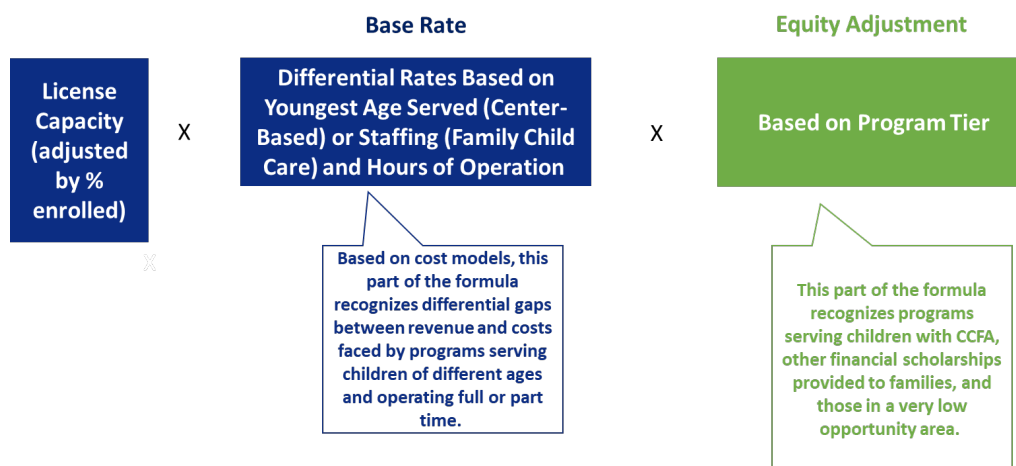 Base Rate
Equity Adjustment
License
Capacity
(adjusted
by %
enrolled)
X
Differential Rates Based on
Youngest Age Served (Center-
Based) or Staffing (Family Child
Care) and Hours of Operation
X
Based on Program Tier
X
Based on cost models, this
part of the formula
recognizes differential gaps
between revenue and costs
faced by programs serving
children of different ages
and operating full or part
time.
This part of the formula
recognizes programs
serving children with CCFA,
other financial scholarships
provided to families, and
those in a very low
opportunity area.